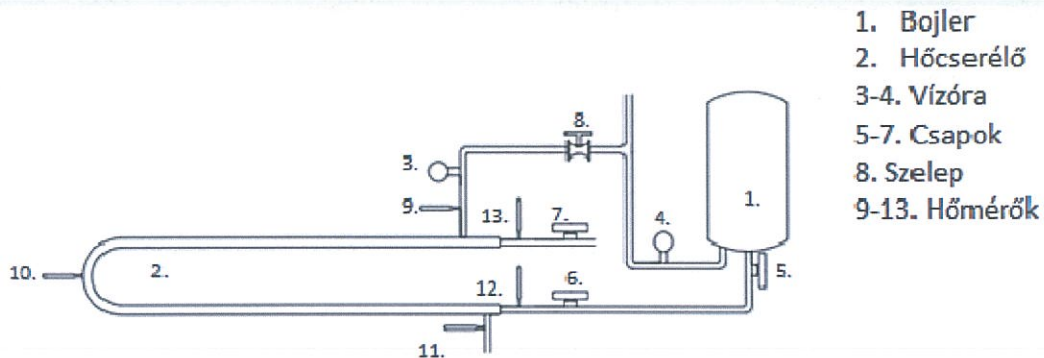 1. Bojler
2. Hőcserélő
3-4. Vízóra
5-7. Csapok
8. Szelep
9-13. Hőmérők
8.
3.
9.
13.
7.
4.
1.
10.
2.
12.
6.
5.
11.